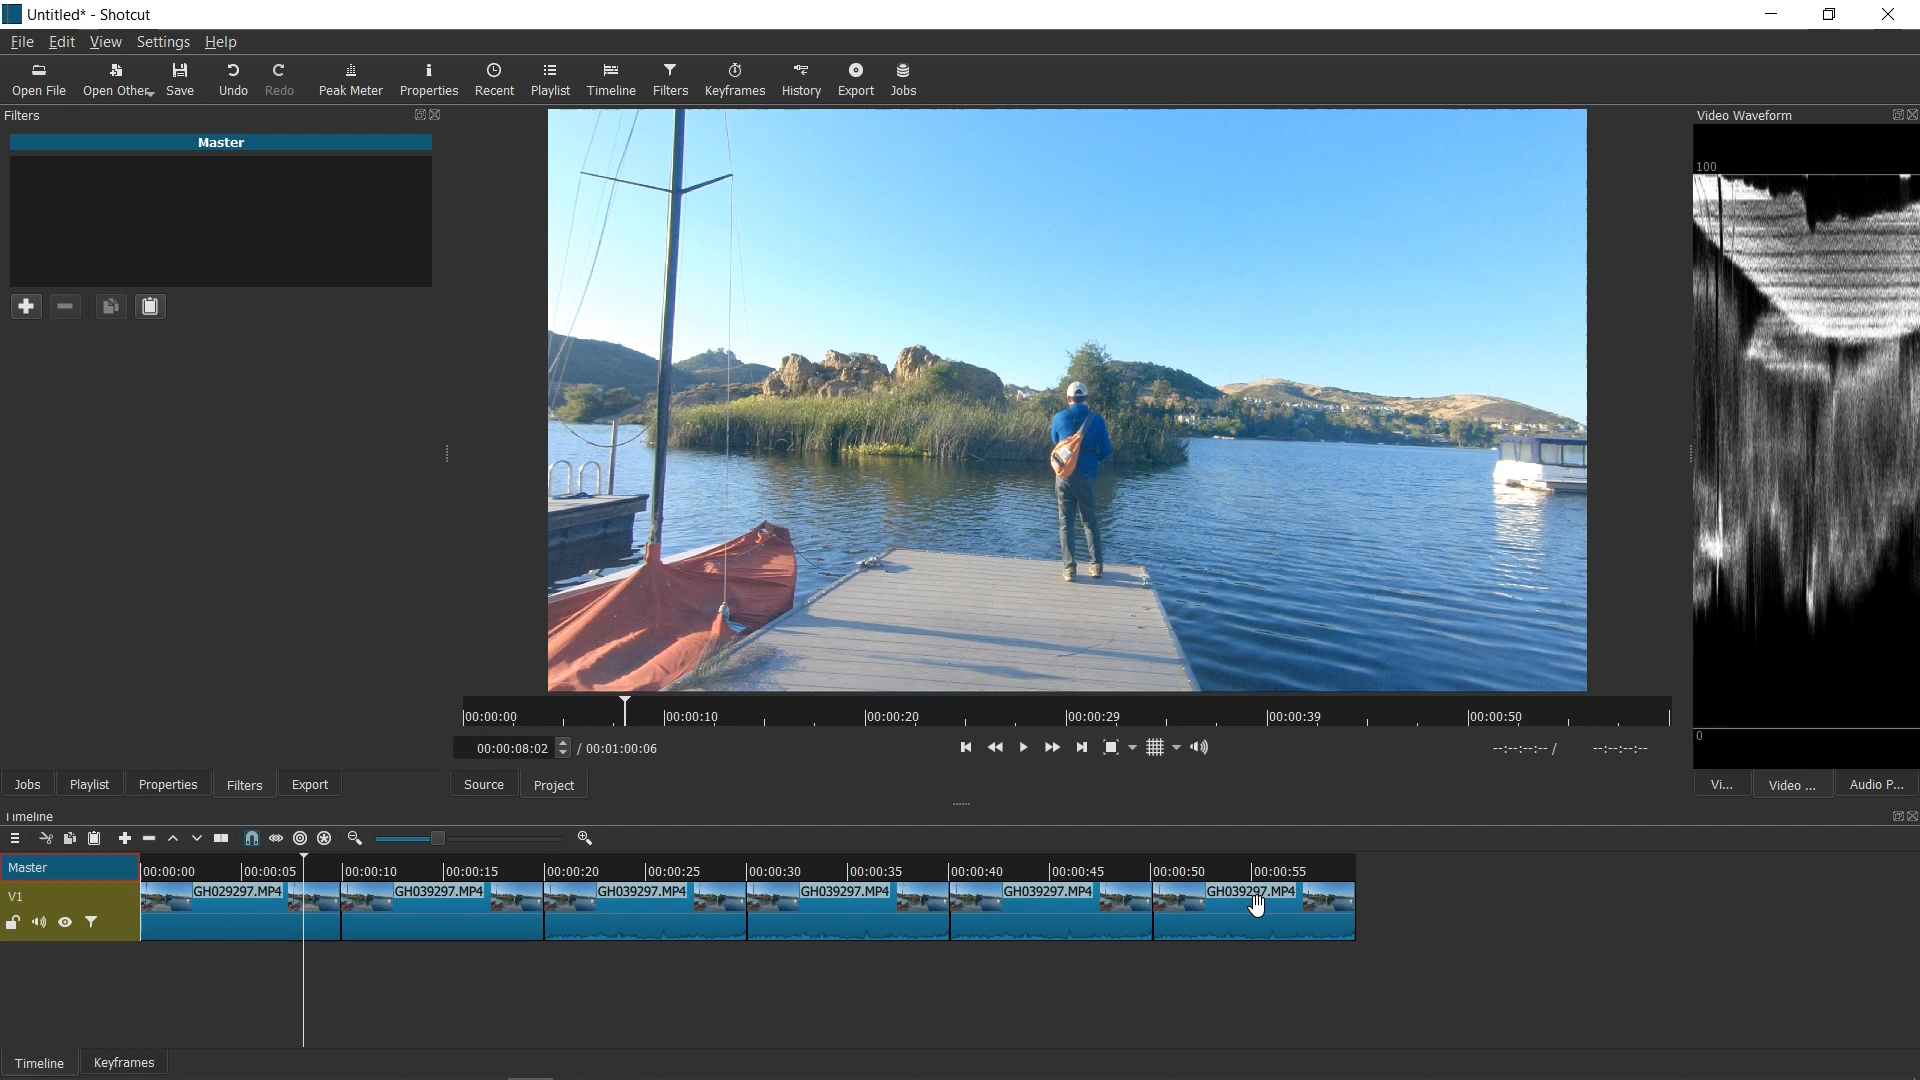 Untitled* - Shotcut
File Edit View Settings Help
Open File Open Other Save Undo Redo Peak Meter Properties Recent Playlist Timeline Filters Keyframes History Export Jobs
Filters
Master
Video Waveform
100
0
00:00:00 00:00:10 00:00:20 00:00:29 00:00:39 00:00:50
00:00:08:02 / 00:01:00:06
--:--:--:-- / --:--:--:--
Jobs Playlist Properties Filters Export
Source Project
Vi... Video ... Audio P...
Timeline
Master
00:00:00 00:00:05 00:00:10 00:00:15 00:00:20 00:00:25 00:00:30 00:00:35 00:00:40 00:00:45 00:00:50 00:00:55
V1
GH029297.MP4 GH039297.MP4 GH039297.MP4 GH039297.MP4 GH039297.MP4 GH039297.MP4
Timeline Keyframes